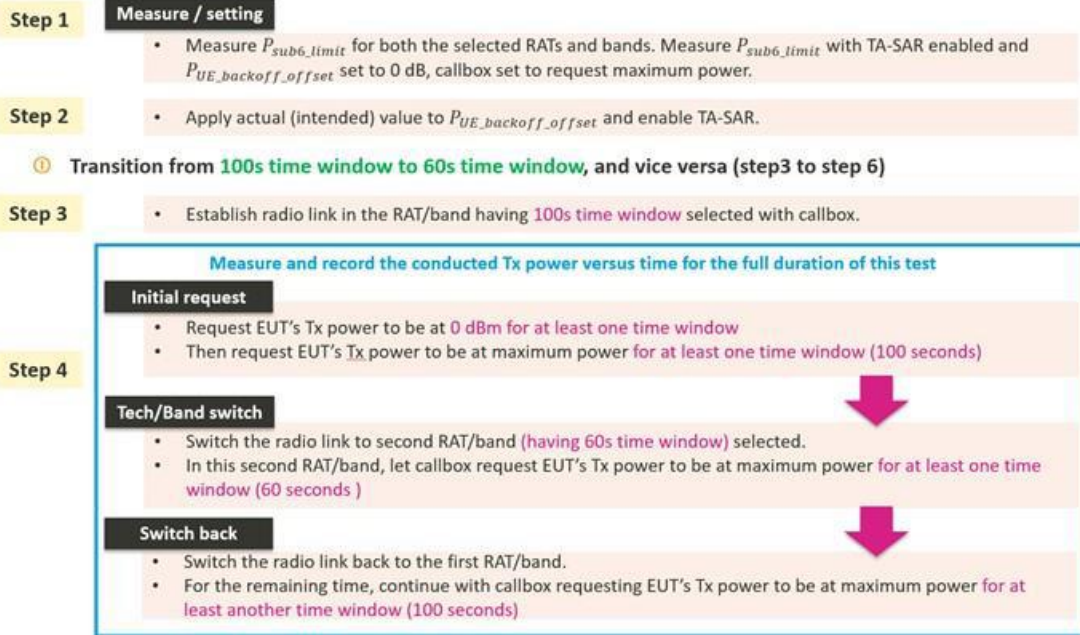 Step 1
Measure / setting
• Measure P_sub6_limit for both the selected RATs and bands. Measure P_sub6_limit with TA-SAR enabled and
P_UE_backoff_offset set to 0 dB, callbox set to request maximum power.
Step 2
• Apply actual (intended) value to P_UE_backoff_offset and enable TA-SAR.
① Transition from 100s time window to 60s time window, and vice versa (step3 to step 6)
Step 3
• Establish radio link in the RAT/band having 100s time window selected with callbox.
Measure and record the conducted Tx power versus time for the full duration of this test
Step 4
Initial request
• Request EUT's Tx power to be at 0 dBm for at least one time window
• Then request EUT's Tx power to be at maximum power for at least one time window (100 seconds)
Tech/Band switch
• Switch the radio link to second RAT/band (having 60s time window) selected.
• In this second RAT/band, let callbox request EUT's Tx power to be at maximum power for at least one time
window (60 seconds )
Switch back
• Switch the radio link back to the first RAT/band.
• For the remaining time, continue with callbox requesting EUT's Tx power to be at maximum power for at
least another time window (100 seconds)